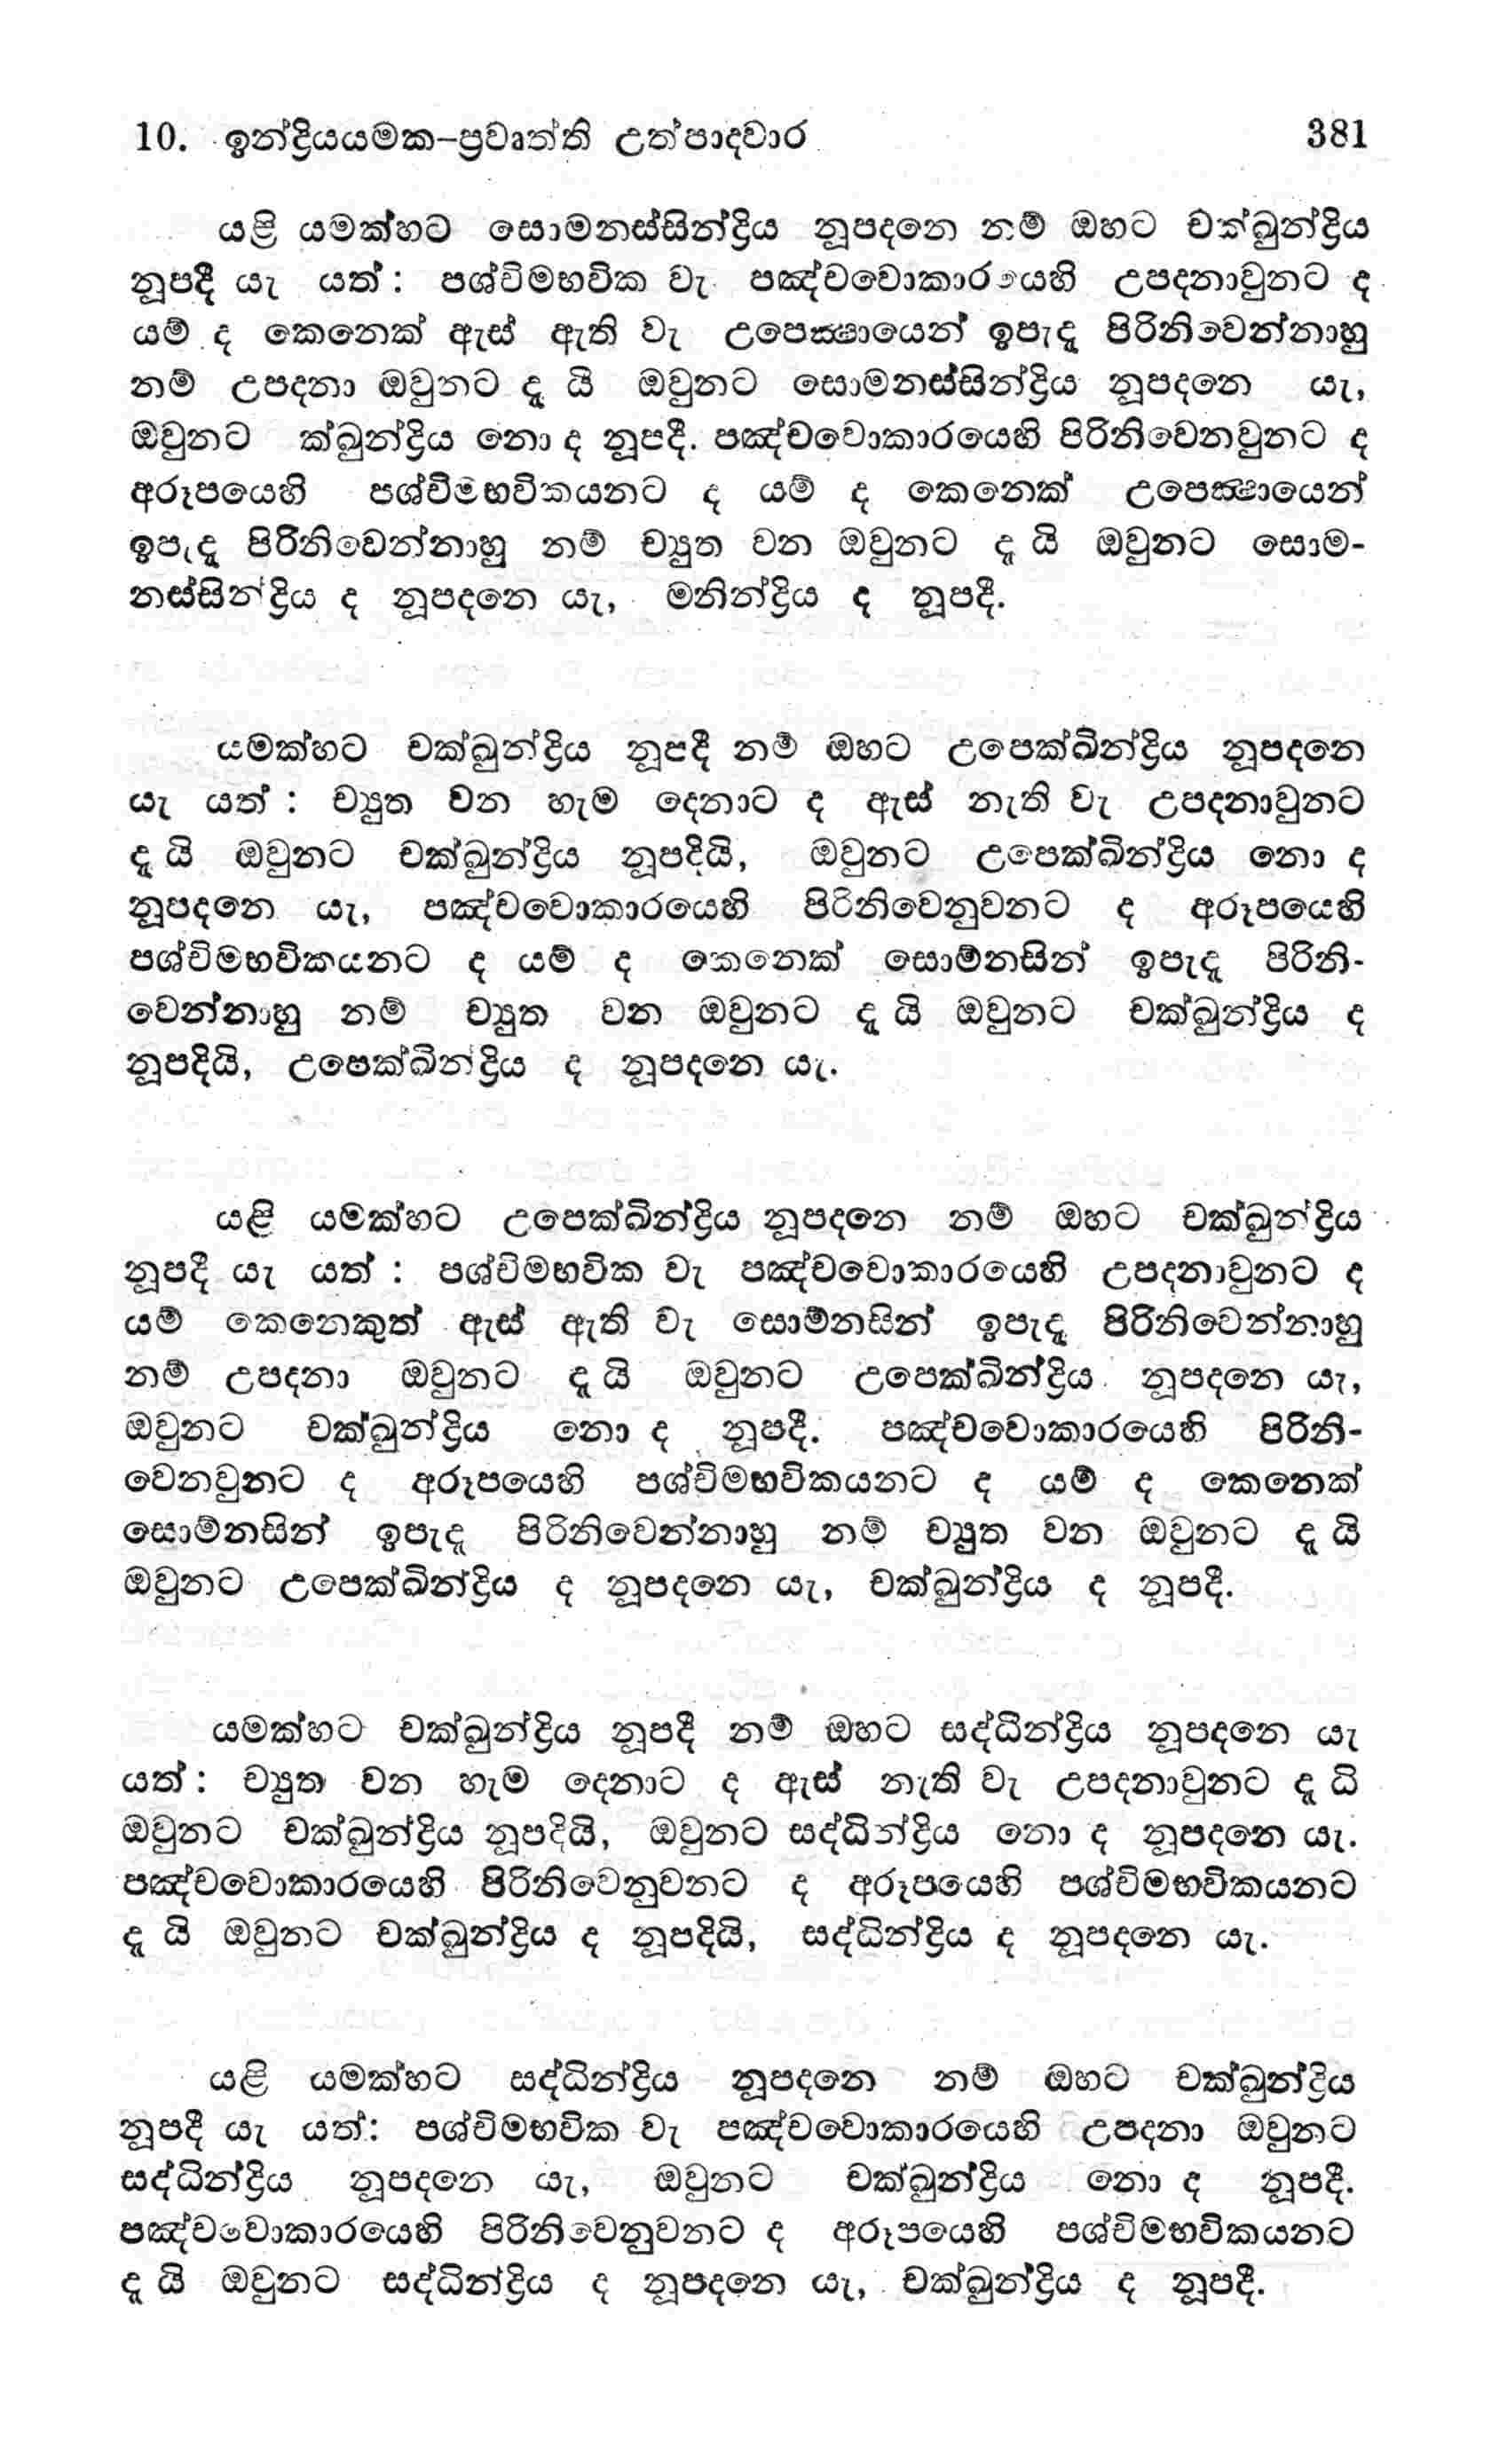 10. ඉන්ද්‍රියයමක–ප්‍රවෘත්ති උත්පාදවාර 381
යළි යමක්හට සොමනස්සින්ද්‍රිය නූපදනෙ නම් ඔහට චක්ඛුන්ද්‍රිය
නූපදී යැ යත්: පශ්චිමභවික වැ පඤ්චවොකාරයෙහි උපදනාවුනට ද
යම් ද කෙනෙක් ඇස් ඇති වැ උපෙක්‍ෂායෙන් ඉපැදැ පිරිනිවෙන්නාහු
නම් උපදනා ඔවුනට දැ යි ඔවුනට සොමනස්සින්ද්‍රිය නූපදනෙ යැ,
ඔවුනට ක්ඛුන්ද්‍රිය නො ද නූපදී. පඤ්චවොකාරයෙහි පිරිනිවෙනවුනට ද
අරූපයෙහි පශ්චිමභවිකයනට ද යම් ද කෙනෙක් උපෙක්‍ෂායෙන්
ඉපැදැ පිරිනිවෙන්නාහු නම් ච්‍යුත වන ඔවුනට දැ යි ඔවුනට සොම-
නස්සින්ද්‍රිය ද නූපදනෙ යැ, මනින්ද්‍රිය ද නූපදී.
යමක්හට චක්ඛුන්ද්‍රිය නූපදී නම් ඔහට උපෙක්ඛින්ද්‍රිය නූපදනෙ
යැ යත්: ච්‍යුත වන හැම දෙනාට ද ඇස් නැති වැ උපදනාවුනට
දැ යි ඔවුනට චක්ඛුන්ද්‍රිය නූපදියි, ඔවුනට උපෙක්ඛින්ද්‍රිය නො ද
නූපදනෙ යැ, පඤ්චවොකාරයෙහි පිරිනිවෙනුවනට ද අරූපයෙහි
පශ්චිමභවිකයනට ද යම් ද කෙනෙක් සොම්නසින් ඉපැදැ පිරිනි-
වෙන්නාහු නම් ච්‍යුත වන ඔවුනට දැ යි ඔවුනට චක්ඛුන්ද්‍රිය ද
නූපදියි, උපෙක්ඛින්ද්‍රිය ද නූපදනෙ යැ.
යළි යමක්හට උපෙක්ඛින්ද්‍රිය නූපදනෙ නම් ඔහට චක්ඛුන්ද්‍රිය
නූපදී යැ යත්: පශ්චිමභවික වැ පඤ්චවොකාරයෙහි උපදනාවුනට ද
යම් කෙනෙකුත් ඇස් ඇති වැ සොම්නසින් ඉපැදැ පිරිනිවෙන්නාහු
නම් උපදනා ඔවුනට දැ යි ඔවුනට උපෙක්ඛින්ද්‍රිය නූපදනෙ යැ,
ඔවුනට චක්ඛුන්ද්‍රිය නො ද නූපදී. පඤ්චවොකාරයෙහි පිරිනි-
වෙනවුනට ද අරූපයෙහි පශ්චිමභවිකයනට ද යම් ද කෙනෙක්
සොම්නසින් ඉපැදැ පිරිනිවෙන්නාහු නම් ච්‍යුත වන ඔවුනට දැ යි
ඔවුනට උපෙක්ඛින්ද්‍රිය ද නූපදනෙ යැ, චක්ඛුන්ද්‍රිය ද නූපදී.
යමක්හට චක්ඛුන්ද්‍රිය නූපදී නම් ඔහට සද්ධින්ද්‍රිය නූපදනෙ යැ
යත්: ච්‍යුත වන හැම දෙනාට ද ඇස් නැති වැ උපදනාවුනට දැ ධි
ඔවුනට චක්ඛුන්ද්‍රිය නූපදියි, ඔවුනට සද්ධින්ද්‍රිය නො ද නූපදනෙ යැ.
පඤ්චවොකාරයෙහි පිරිනිවෙනුවනට ද අරූපයෙහි පශ්චිමභවිකයනට
දැ යි ඔවුනට චක්ඛුන්ද්‍රිය ද නූපදියි, සද්ධින්ද්‍රිය ද නූපදනෙ යැ.
යළි යමක්හට සද්ධින්ද්‍රිය නූපදනෙ නම් ඔහට චක්ඛුන්ද්‍රිය
නූපදී යැ යත්: පශ්චිමභවික වැ පඤ්චවොකාරයෙහි උපදනා ඔවුනට
සද්ධින්ද්‍රිය නූපදනෙ යැ, ඔවුනට චක්ඛුන්ද්‍රිය නො ද නූපදී.
පඤ්චවොකාරයෙහි පිරිනිවෙනුවනට ද අරූපයෙහි පශ්චිමභවිකයනට
දැ යි ඔවුනට සද්ධින්ද්‍රිය ද නූපදනෙ යැ, චක්ඛුන්ද්‍රිය ද නූපදී.